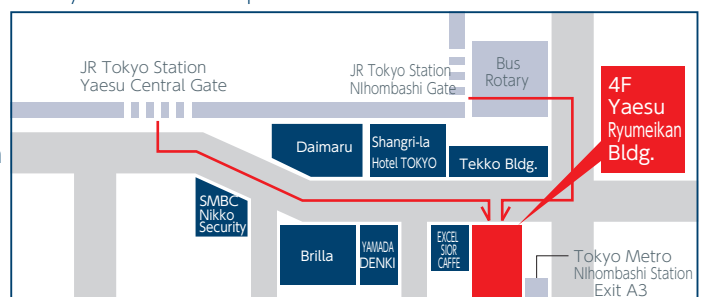 JR Tokyo Station
Yaesu Central Gate
JR Tokyo Station
NIhombashi Gate
Bus
Rotary
4F
Yaesu
Ryumeikan
Bldg.
Daimaru
Shangri-la
Hotel TOKYO
Tekko Bldg.
SMBC
Nikko
Security
Brilla
YAMADA
DENKI
EXCEL
SIOR
CAFFE
Tokyo Metro
NIhombashi Station
Exit A3